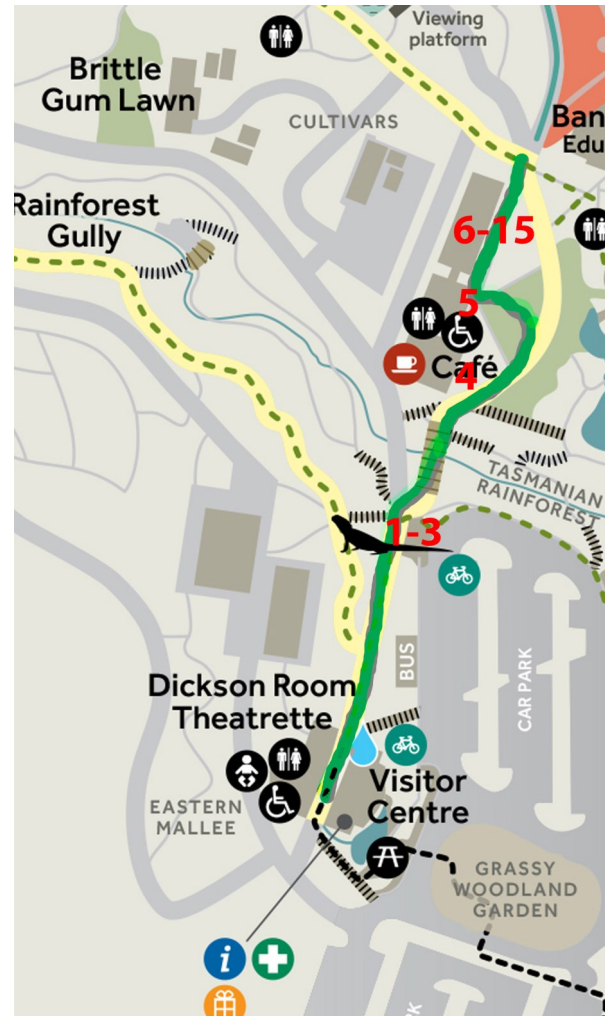 Viewing
platform
Brittle
Gum Lawn
CULTIVARS
Ban
Edu
Rainforest
Gully
6-15
5
Café
4
TASMANIAN
RAINFOREST
1-3
BUS
CAR PARK
Dickson Room
Theatrette
Visitor
Centre
EASTERN
MALLEE
GRASSY
WOODLAND
GARDEN
i
RK